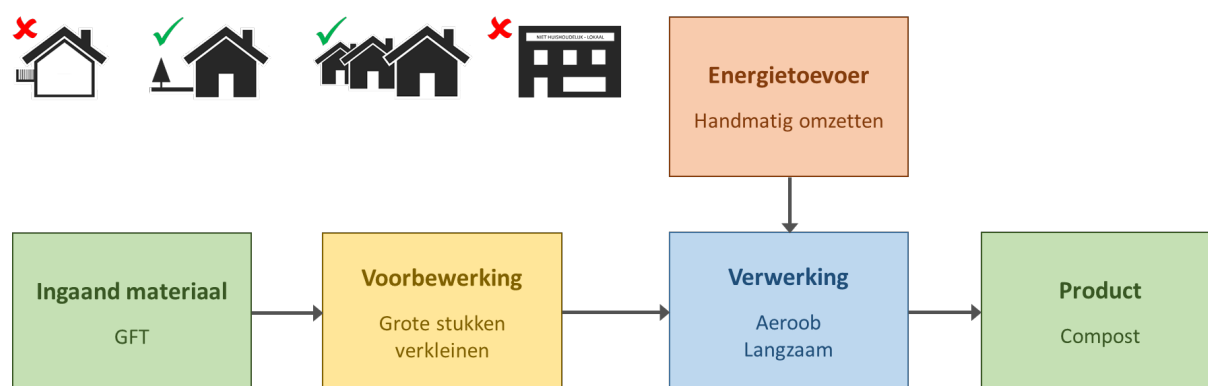 NIET HUISHOUDELIJK - LOKAAL
Energietoevoer
Handmatig omzetten
Ingaand materiaal
GFT
Voorbewerking
Grote stukken
verkleinen
Verwerking
Aeroob
Langzaam
Product
Compost